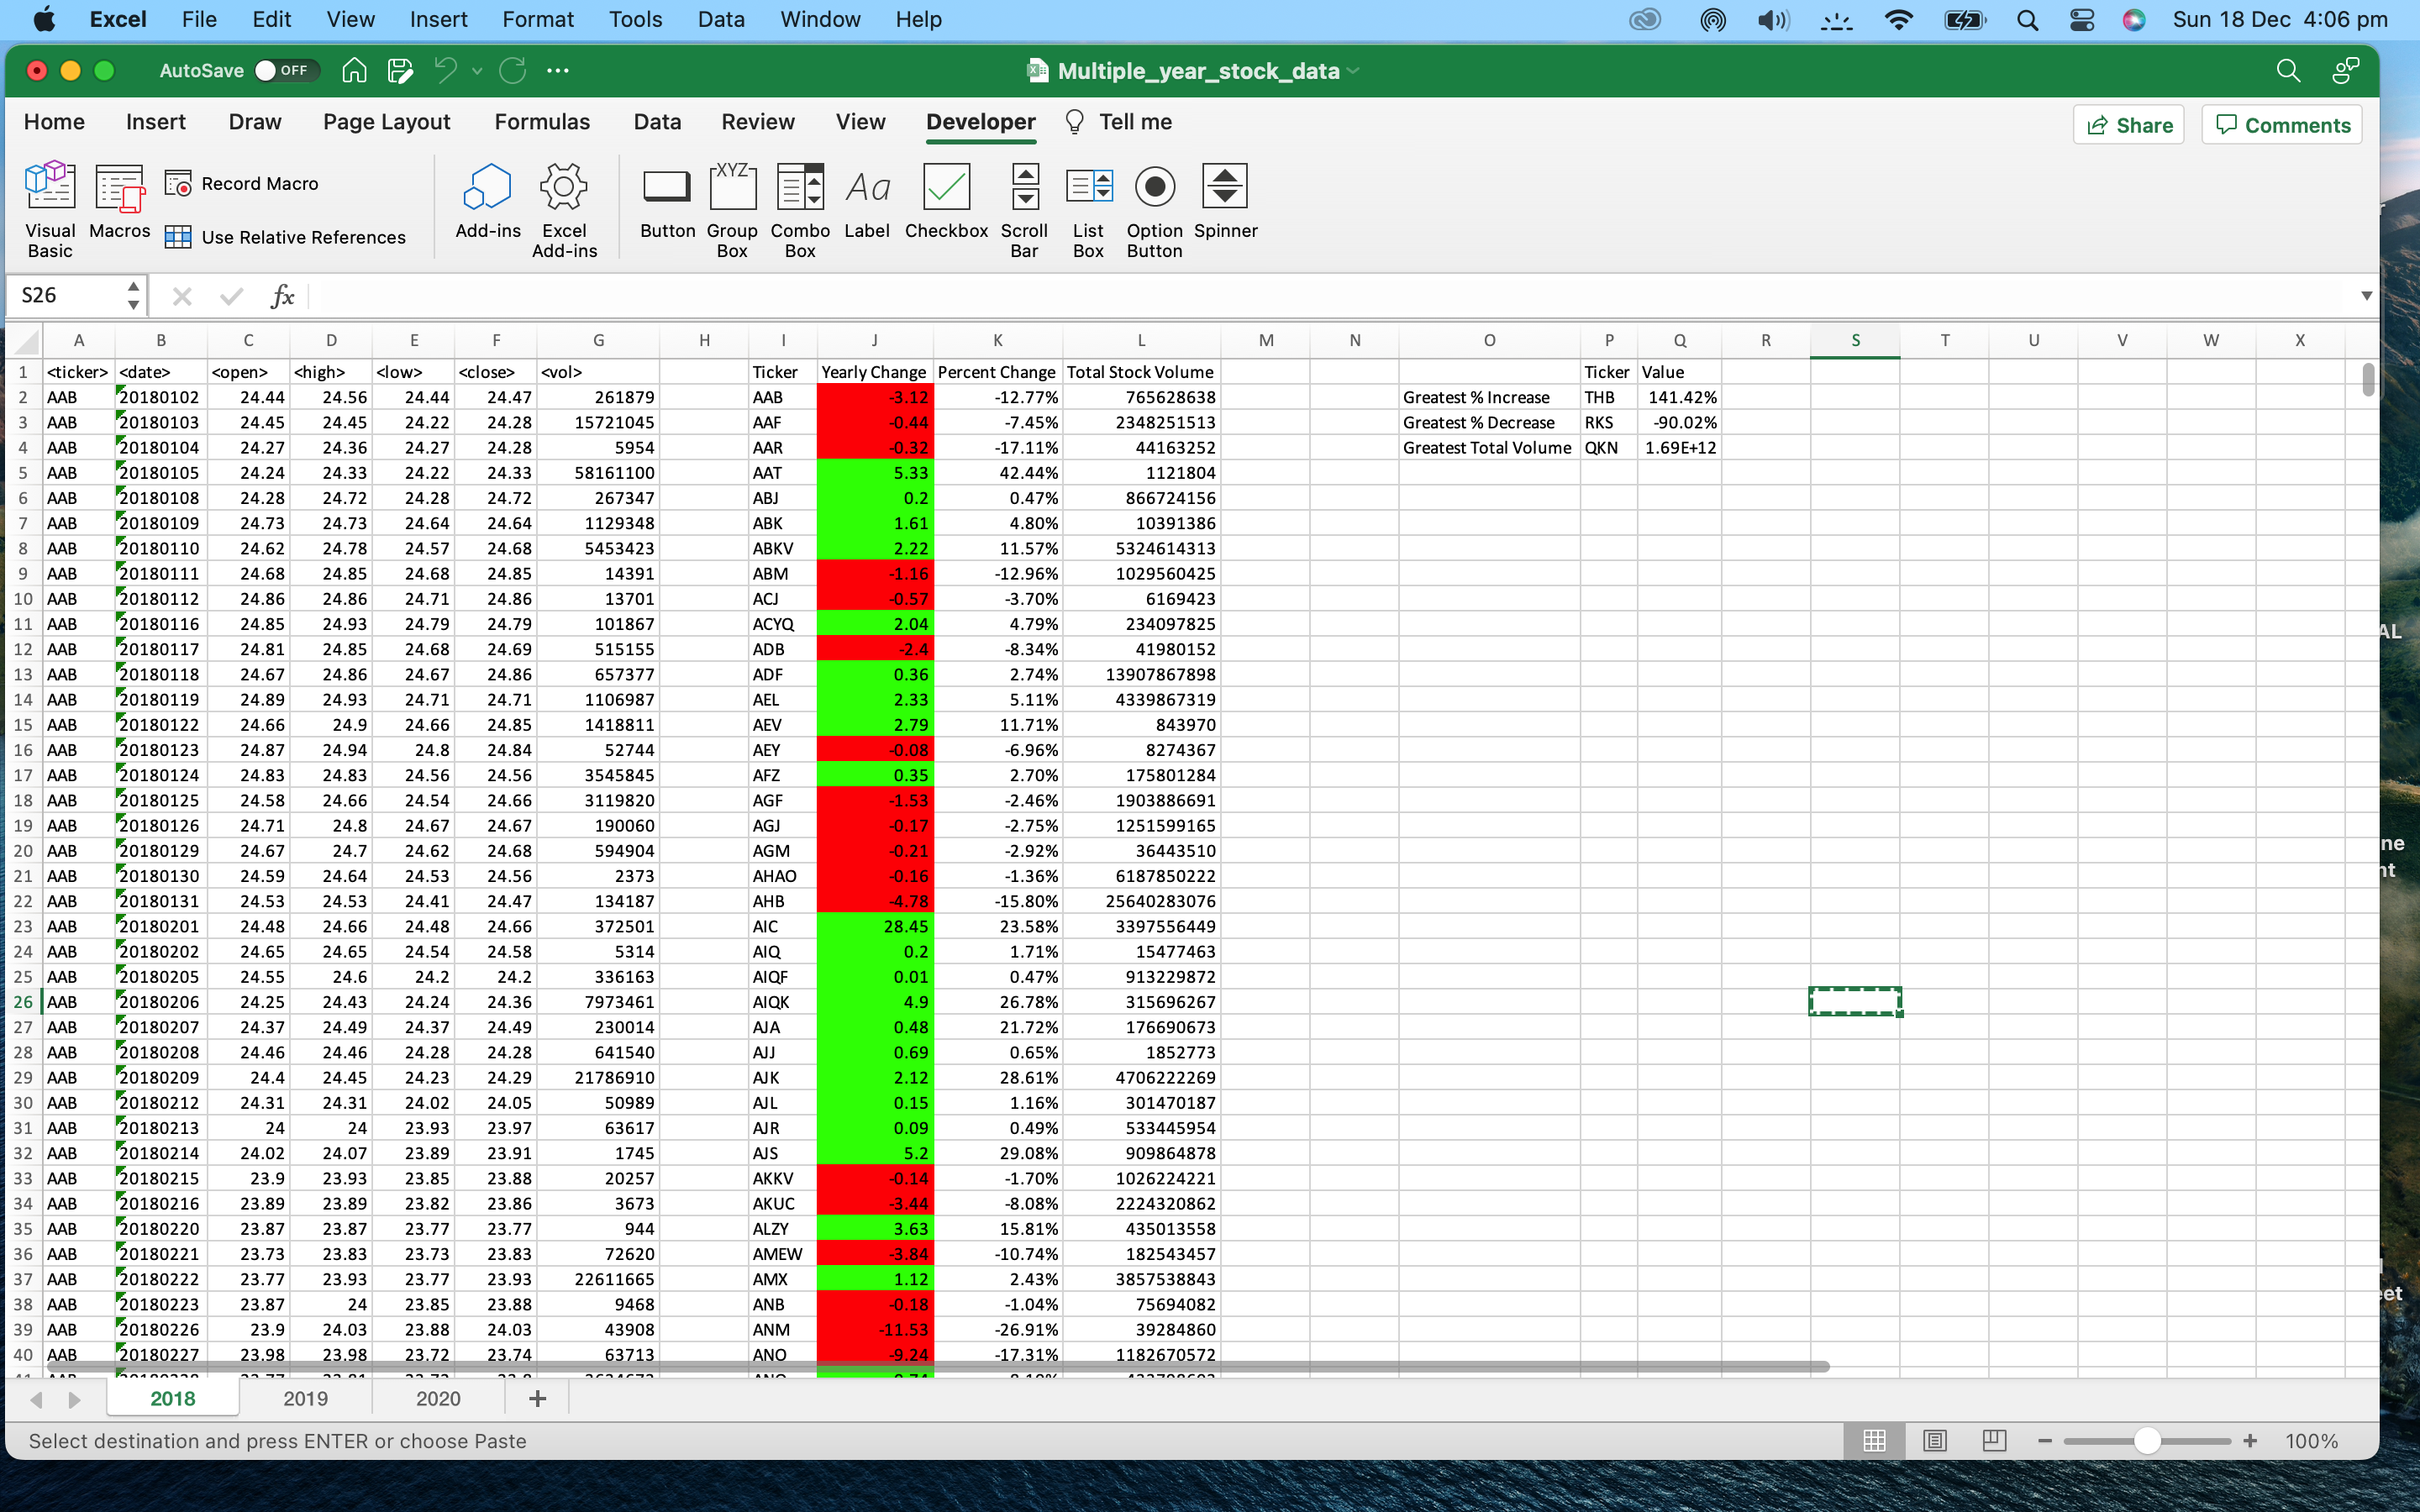 Excel File Edit View Insert Format Tools Data Window Help Sun 18 Dec 4:06 pm
AutoSave OFF Multiple_year_stock_data
Home Insert Draw Page Layout Formulas Data Review View Developer Tell me Share Comments
Visual Basic Macros Record Macro Use Relative References Add-ins Excel Add-ins Button XYZ Group Box Combo Box Aa Label Checkbox Scroll Bar List Box Option Button Spinner
S26 fx
A B C D E F G H I J K L M N O P Q R S T U V W X
1 <ticker> <date> <open> <high> <low> <close> <vol> Ticker Yearly Change Percent Change Total Stock Volume Ticker Value
2 AAB 20180102 24.44 24.56 24.44 24.47 261879 AAB -3.12 -12.77% 765628638 Greatest % Increase THB 141.42%
3 AAB 20180103 24.45 24.45 24.22 24.28 15721045 AAF -0.44 -7.45% 2348251513 Greatest % Decrease RKS -90.02%
4 AAB 20180104 24.27 24.36 24.27 24.28 5954 AAR -0.32 -17.11% 44163252 Greatest Total Volume QKN 1.69E+12
5 AAB 20180105 24.24 24.33 24.22 24.33 58161100 AAT 5.33 42.44% 1121804
6 AAB 20180108 24.28 24.72 24.28 24.72 267347 ABJ 0.2 0.47% 866724156
7 AAB 20180109 24.73 24.73 24.64 24.64 1129348 ABK 1.61 4.80% 10391386
8 AAB 20180110 24.62 24.78 24.57 24.68 5453423 ABKV 2.22 11.57% 5324614313
9 AAB 20180111 24.68 24.85 24.68 24.85 14391 ABM -1.16 -12.96% 1029560425
10 AAB 20180112 24.86 24.86 24.71 24.86 13701 ACJ -0.57 -3.70% 6169423
11 AAB 20180116 24.85 24.93 24.79 24.79 101867 ACYQ 2.04 4.79% 234097825
12 AAB 20180117 24.81 24.85 24.68 24.69 515155 ADB -2.4 -8.34% 41980152
13 AAB 20180118 24.67 24.86 24.67 24.86 657377 ADF 0.36 2.74% 13907867898
14 AAB 20180119 24.89 24.93 24.71 24.71 1106987 AEL 2.33 5.11% 4339867319
15 AAB 20180122 24.66 24.9 24.66 24.85 1418811 AEV 2.79 11.71% 843970
16 AAB 20180123 24.87 24.94 24.8 24.84 52744 AEY -0.08 -6.96% 8274367
17 AAB 20180124 24.83 24.83 24.56 24.56 3545845 AFZ 0.35 2.70% 175801284
18 AAB 20180125 24.58 24.66 24.54 24.66 3119820 AGF -1.53 -2.46% 1903886691
19 AAB 20180126 24.71 24.8 24.67 24.67 190060 AGJ -0.17 -2.75% 1251599165
20 AAB 20180129 24.67 24.7 24.62 24.68 594904 AGM -0.21 -2.92% 36443510
21 AAB 20180130 24.59 24.64 24.53 24.56 2373 AHAO -0.16 -1.36% 6187850222
22 AAB 20180131 24.53 24.53 24.41 24.47 134187 AHB -4.78 -15.80% 25640283076
23 AAB 20180201 24.48 24.66 24.48 24.66 372501 AIC 28.45 23.58% 3397556449
24 AAB 20180202 24.65 24.65 24.54 24.58 5314 AIQ 0.2 1.71% 15477463
25 AAB 20180205 24.55 24.6 24.2 24.2 336163 AIQF 0.01 0.47% 913229872
26 AAB 20180206 24.25 24.43 24.24 24.36 7973461 AIQK 4.9 26.78% 315696267
27 AAB 20180207 24.37 24.49 24.37 24.49 230014 AJA 0.48 21.72% 176690673
28 AAB 20180208 24.46 24.46 24.28 24.28 641540 AJJ 0.69 0.65% 1852773
29 AAB 20180209 24.4 24.45 24.23 24.29 21786910 AJK 2.12 28.61% 4706222269
30 AAB 20180212 24.31 24.31 24.02 24.05 50989 AJL 0.15 1.16% 301470187
31 AAB 20180213 24 24 23.93 23.97 63617 AJR 0.09 0.49% 533445954
32 AAB 20180214 24.02 24.07 23.89 23.91 1745 AJS 5.2 29.08% 909864878
33 AAB 20180215 23.9 23.93 23.85 23.88 20257 AKKV -0.14 -1.70% 1026224221
34 AAB 20180216 23.89 23.89 23.82 23.86 3673 AKUC -3.44 -8.08% 2224320862
35 AAB 20180220 23.87 23.87 23.77 23.77 944 ALZY 3.63 15.81% 435013558
36 AAB 20180221 23.73 23.83 23.73 23.83 72620 AMEW -3.84 -10.74% 182543457
37 AAB 20180222 23.77 23.93 23.77 23.93 22611665 AMX 1.12 2.43% 3857538843
38 AAB 20180223 23.87 24 23.85 23.88 9468 ANB -0.18 -1.04% 75694082
39 AAB 20180226 23.9 24.03 23.88 24.03 43908 ANM -11.53 -26.91% 39284860
40 AAB 20180227 23.98 23.98 23.72 23.74 63713 ANO -9.24 -17.31% 1182670572
2018 2019 2020 +
Select destination and press ENTER or choose Paste 100%